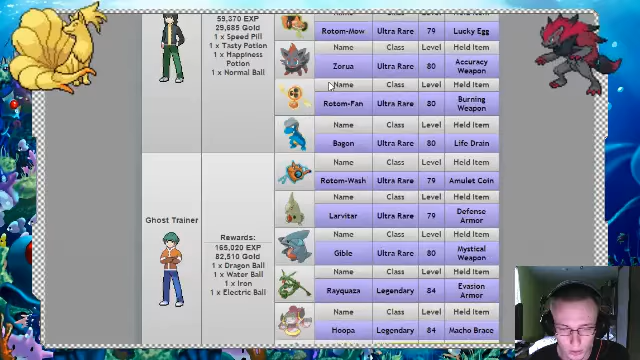 59,370 EXP
29,685 Gold
1 x Speed Pill
1 x Tasty Potion
1 x Happiness
Potion
1 x Normal Ball
Rotom-Mow Ultra Rare 79 Lucky Egg
Name Class Level Held Item
Zorua Ultra Rare 80 Accuracy Weapon
Name Class Level Held Item
Rotom-Fan Ultra Rare 80 Burning Weapon
Name Class Level Held Item
Bagon Ultra Rare 80 Life Drain
Ghost Trainer
Rewards:
165,020 EXP
82,510 Gold
1 x Dragon Ball
1 x Water Ball
1 x Iron
1 x Electric Ball
Name Class Level Held Item
Rotom-Wash Ultra Rare 79 Amulet Coin
Name Class Level Held Item
Larvitar Ultra Rare 79 Defense Armor
Name Class Level Held Item
Gible Ultra Rare 80 Mystical Weapon
Name Class Level Held Item
Rayquaza Legendary 84 Evasion Armor
Name Class Level Held Item
Hoopa Legendary 84 Macho Brace